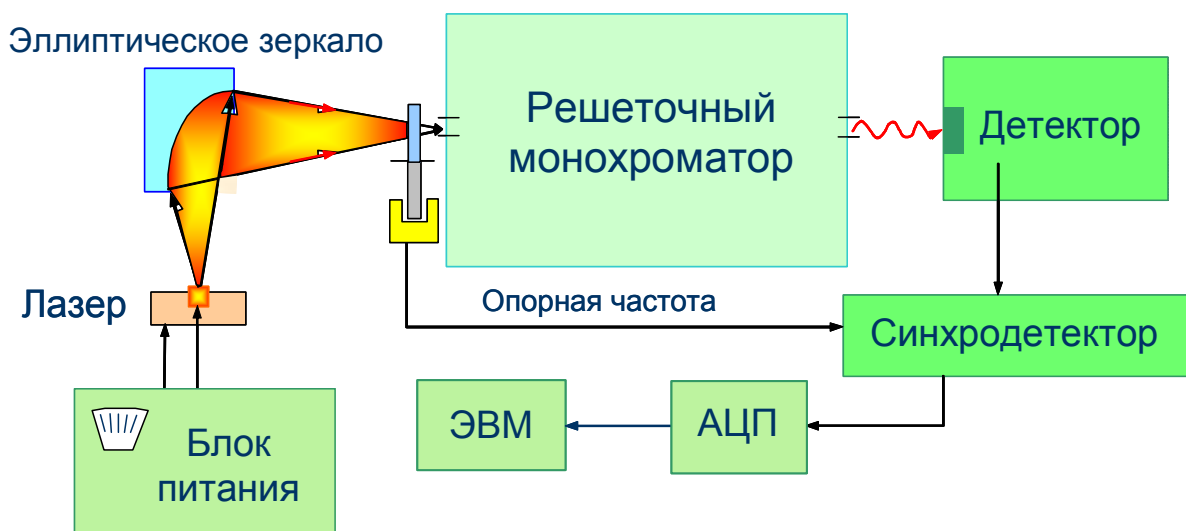 Эллиптическое зеркало
Решеточный
монохроматор
Детектор
Лазер
Опорная частота
Синхродетектор
ЭВМ
АЦП
Блок
питания